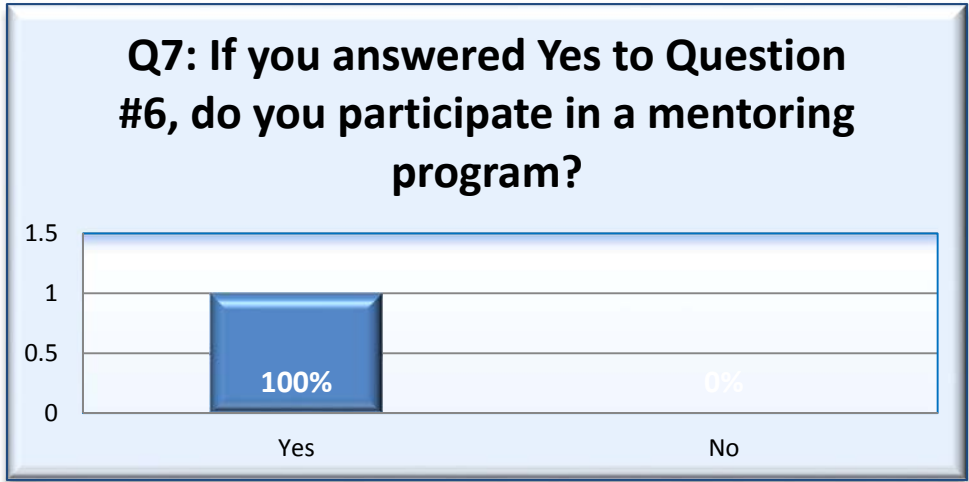 Q7: If you answered Yes to Question
#6, do you participate in a mentoring
program?
1.5
1
0.5
0
100%
0%
Yes
No